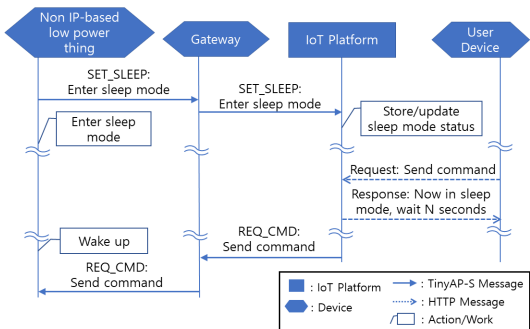 Non IP-based
low power
thing
Gateway
IoT Platform
User
Device
SET_SLEEP:
Enter sleep mode
SET_SLEEP:
Enter sleep mode
Enter sleep
mode
Store/update
sleep mode status
Request: Send command
Response: Now in sleep
mode, wait N seconds
REQ_CMD:
Send command
Wake up
REQ_CMD:
Send command
: IoT Platform
: Device
: TinyAP-S Message
: HTTP Message
: Action/Work